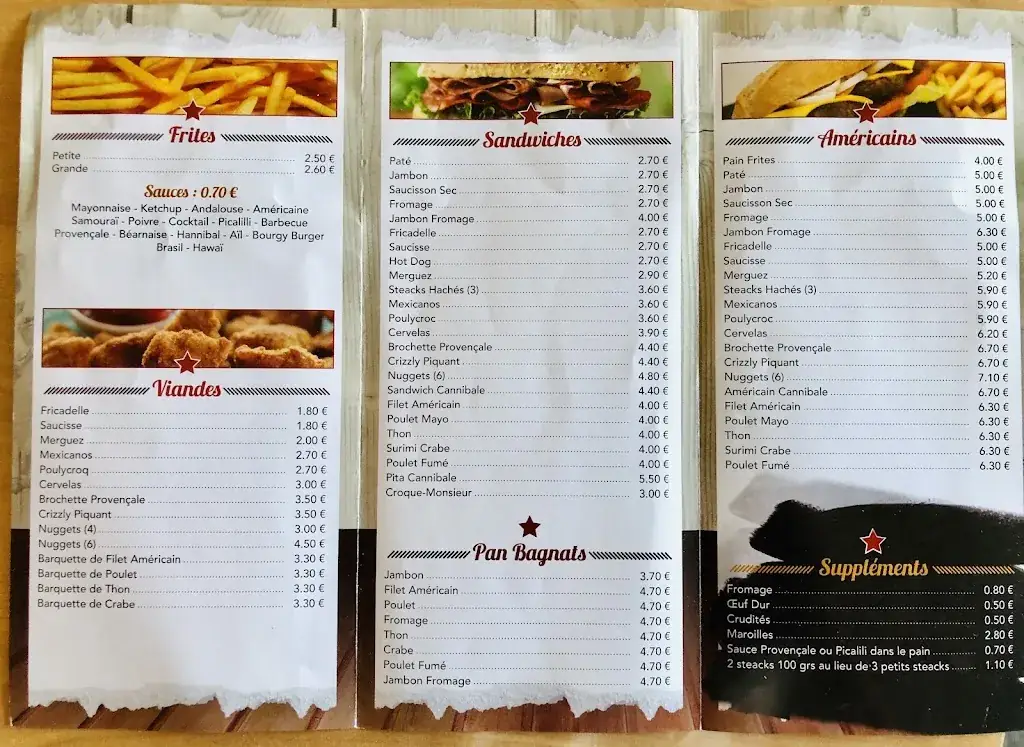 Frites
Petite 2.50 €
Grande 2.60 €
Sauces : 0.70 €
Mayonnaise - Ketchup - Andalouse - Américaine
Samouraï - Poivre - Cocktail - Picalilli - Barbecue
Provençale - Béarnaise - Hannibal - Aïl - Bourgy Burger
Brasil - Hawaï
Viandes
Fricadelle 1.80 €
Saucisse 1.80 €
Merguez 2.00 €
Mexicanos 2.70 €
Poulycroq 2.70 €
Cervelas 3.00 €
Brochette Provençale 3.50 €
Crizzly Piquant 3.50 €
Nuggets (4) 3.00 €
Nuggets (6) 4.50 €
Barquette de Filet Américain 3.30 €
Barquette de Poulet 3.30 €
Barquette de Thon 3.30 €
Barquette de Crabe 3.30 €
Sandwiches
Paté 2.70 €
Jambon 2.70 €
Saucisson Sec 2.70 €
Fromage 2.70 €
Jambon Fromage 4.00 €
Fricadelle 2.70 €
Saucisse 2.70 €
Hot Dog 2.70 €
Merguez 2.90 €
Steacks Hachés (3) 3.60 €
Mexicanos 3.60 €
Poulycroc 3.60 €
Cervelas 3.90 €
Brochette Provençale 4.40 €
Crizzly Piquant 4.40 €
Nuggets (6) 4.80 €
Sandwich Cannibale 4.40 €
Filet Américain 4.00 €
Poulet Mayo 4.00 €
Thon 4.00 €
Surimi Crabe 4.00 €
Poulet Fumé 4.00 €
Pita Cannibale 5.50 €
Croque-Monsieur 3.00 €
Pan Bagnats
Jambon 3.70 €
Filet Américain 4.70 €
Poulet 4.70 €
Fromage 4.70 €
Thon 4.70 €
Crabe 4.70 €
Poulet Fumé 4.70 €
Jambon Fromage 4.70 €
Américains
Pain Frites 4.00 €
Paté 5.00 €
Jambon 5.00 €
Saucisson Sec 5.00 €
Fromage 5.00 €
Jambon Fromage 6.30 €
Fricadelle 5.00 €
Saucisse 5.00 €
Merguez 5.20 €
Steacks Hachés (3) 5.90 €
Mexicanos 5.90 €
Poulycroc 5.90 €
Cervelas 6.20 €
Brochette Provençale 6.70 €
Crizzly Piquant 6.70 €
Nuggets (6) 7.10 €
Américain Cannibale 6.70 €
Filet Américain 6.30 €
Poulet Mayo 6.30 €
Thon 6.30 €
Surimi Crabe 6.30 €
Poulet Fumé 6.30 €
Suppléments
Fromage 0.80 €
Œuf Dur 0.50 €
Crudités 0.50 €
Maroilles 2.80 €
Sauce Provençale ou Picalili dans le pain 0.70 €
2 steacks 100 grs au lieu de 3 petits steacks 1.10 €